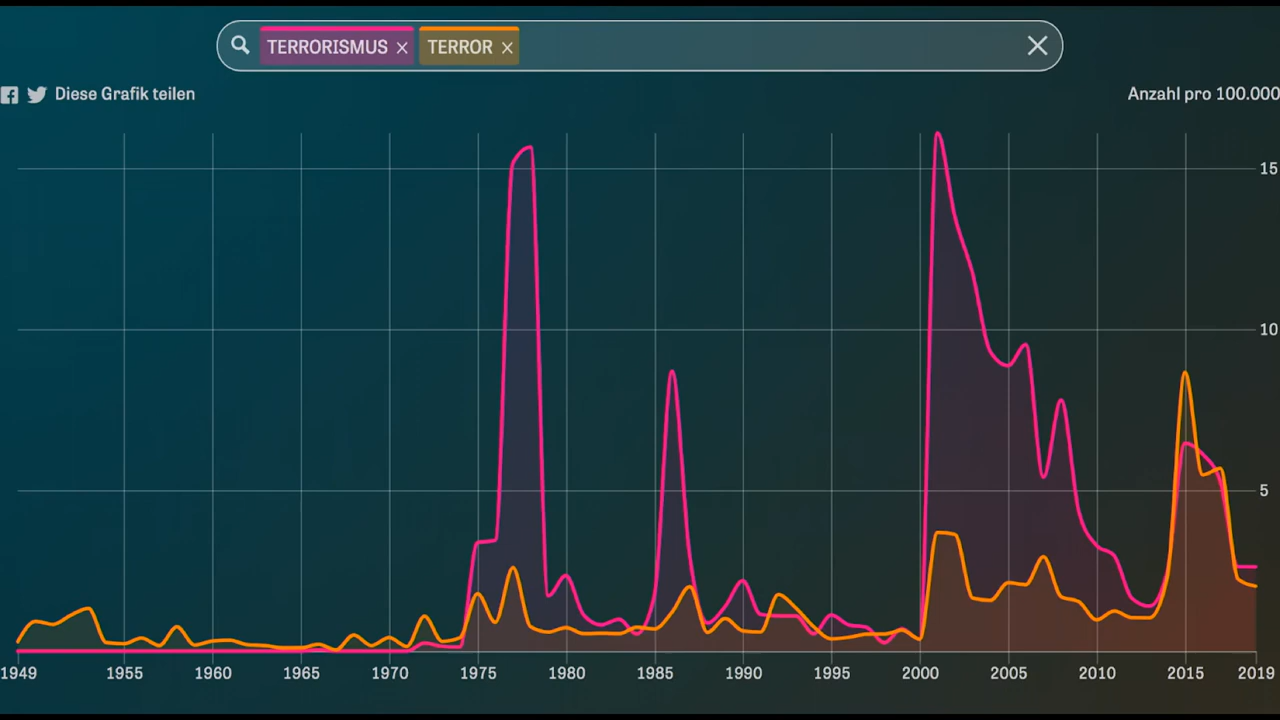 TERRORISMUS × TERROR ×
Diese Grafik teilen
Anzahl pro 100.000
15
10
5
1949 1955 1960 1965 1970 1975 1980 1985 1990 1995 2000 2005 2010 2015 2019